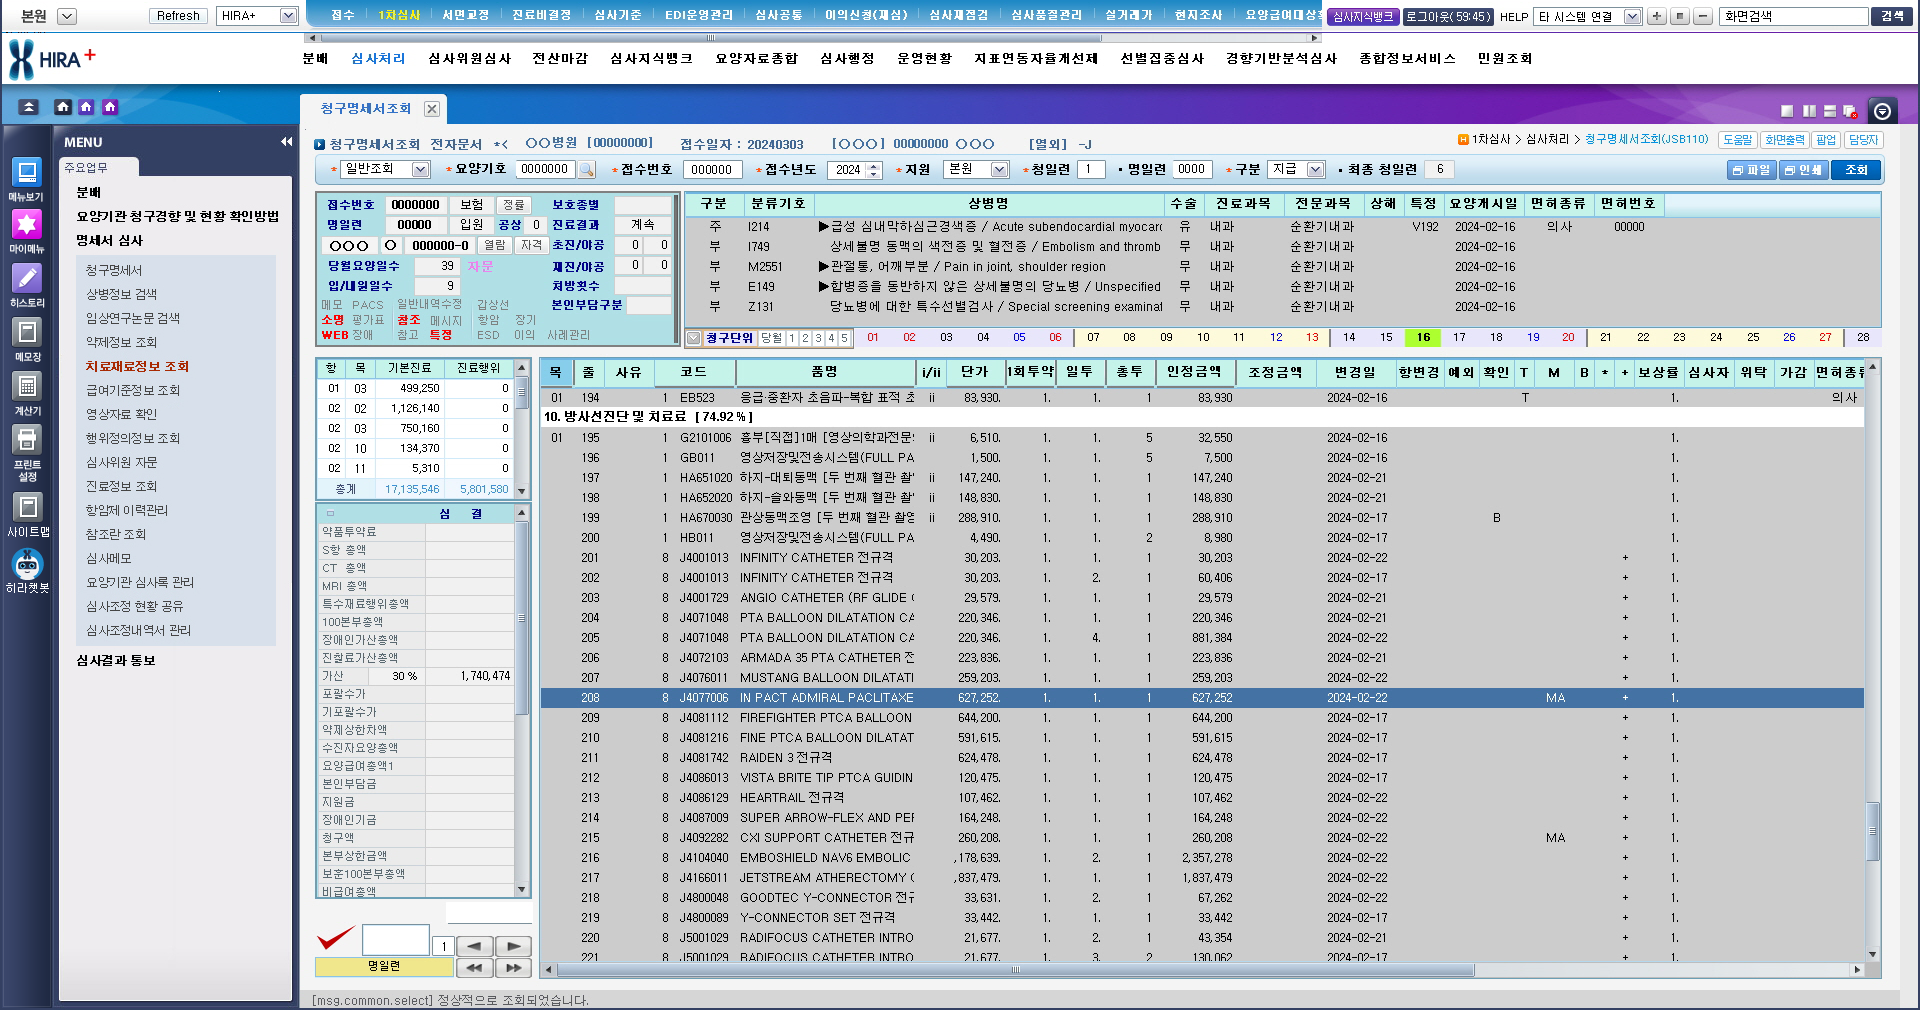 본원 Refresh HIRA+ 접수 1차심사 서면교정 진료비결정 심사기준 EDI운영관리 심사공통 이의신청(재심) 심사재점검 심사품질관리 실거래가 현지조사 요양급여대상 심사지식뱅크 로그아웃(59:45) HELP 타 시스템 연결 화면검색 검색
HIRA+ 분배 심사처리 심사위원심사 전산마감 심사지식뱅크 요양자료종합 심사행정 운영현황 지표연동자율개선제 선별집중심사 경향기반분석심사 종합정보서비스 민원조회
청구명세서조회
MENU
주요업무
분배
요양기관 청구경향 및 현황 확인방법
명세서 심사
청구명세서
상병정보 검색
임상연구논문 검색
약제정보 조회
치료재료정보 조회
급여기준정보 조회
영상자료 확인
행위정의정보 조회
심사위원 자문
진료정보 조회
항암제 이력관리
참조란 조회
심사메모
요양기관 심사록 관리
심사조정 현황 공유
심사조정내역서 관리
심사결과 통보
메뉴보기
마이메뉴
히스토리
메모장
계산기
프린트
설정
사이트맵
히라챗봇
청구명세서조회 전자문서 *< ○○병원 [00000000] 접수일자 : 20240303 [○○○] 00000000 ○○○ [열외] -J
1차심사 > 심사처리 > 청구명세서조회(JSB110) 도움말 화면출력 팝업 담당자
* 일반조회 * 요양기호 0000000 * 접수번호 000000 * 접수년도 2024 * 지원 본원 * 청일련 1 • 명일련 0000 * 구분 지급 • 최종 청일련 6 파일 인쇄 조회
접수번호 0000000 보험 정률 보호종별
명일련 00000 입원 공상 0 진료결과 계속
○○○ ○ 000000-0 열람 자격 초진/야공 0 0
당월요양일수 39 자문 재진/야공 0 0
입/내원일수 9 처방횟수
메모 PACS 일반내역수정 갑상선 본인부담구분
소명 평가표 참조 메시지 항암 장기
WEB 장애 참고 특정 ESD 이의 사례관리
구분 분류기호 상병명 수술 진료과목 전문과목 상해 특정 요양개시일 면허종류 면허번호
주 I214 ▶급성 심내막하심근경색증 / Acute subendocardial myocar 유 내과 순환기내과 V192 2024-02-16 의사 00000
부 I749 상세불명 동맥의 색전증 및 혈전증 / Embolism and thromb 무 내과 순환기내과 2024-02-16
부 M2551 ▶관절통, 어깨부분 / Pain in joint, shoulder region 무 내과 순환기내과 2024-02-16
부 E149 ▶합병증을 동반하지 않은 상세불명의 당뇨병 / Unspecified 무 내과 순환기내과 2024-02-16
부 Z131 당뇨병에 대한 특수선별검사 / Special screening examinat 무 내과 순환기내과 2024-02-16
청구단위 당월 1 2 3 4 5 01 02 03 04 05 06 07 08 09 10 11 12 13 14 15 16 17 18 19 20 21 22 23 24 25 26 27 28
항 목 기본진료 진료행위
01 03 499,250 0
02 02 1,126,140 0
02 03 750,160 0
02 10 134,370 0
02 11 5,310 0
총계 17,135,546 5,801,580
심 결
약품투약료
S항 총액
CT 총액
MRI 총액
특수재료행위총액
100본부총액
장애인가산총액
진찰료가산총액
가산 30 % 1,740,474
포괄수가
기포괄수가
약제상한차액
수진자요양총액
요양급여총액1
본인부담금
지원금
장애인기금
청구액
본부상한금액
보훈100본부총액
비급여총액
1
명일련
목 줄 사유 코드 품명 i/ii 단가 1회투약 일투 총투 인정금액 조정금액 변경일 항변경 예외 확인 T M B * + 보상률 심사자 위탁 가감 면허종류
01 194 1 EB523 응급·중환자 초음파-복합 표적 초 ii 83,930. 1. 1. 1 83,930 T 1. 의사
10. 방사선진단 및 치료료 [ 74.92 % ]
01 195 1 G2101006 흉부[직접]1매 [영상의학과전문의 ii 6,510. 1. 1. 5 32,550 2024-02-16 1.
196 1 GB011 영상저장및전송시스템(FULL PA 1,500. 1. 1. 5 7,500 2024-02-16 1.
197 1 HA651020 하지-대퇴동맥 [두 번째 혈관 촬 ii 147,240. 1. 1. 1 147,240 2024-02-21 1.
198 1 HA652020 하지-슬와동맥 [두 번째 혈관 촬 ii 148,830. 1. 1. 1 148,830 2024-02-21 1.
199 1 HA670030 관상동맥조영 [두 번째 혈관 촬영 ii 288,910. 1. 1. 1 288,910 2024-02-17 B 1.
200 1 HB011 영상저장및전송시스템(FULL PA 4,490. 1. 1. 2 8,980 2024-02-17 1.
201 8 J4001013 INFINITY CATHETER 전규격 30,203. 1. 1. 1 30,203 2024-02-22 + 1.
202 8 J4001013 INFINITY CATHETER 전규격 30,203. 1. 2. 1 60,406 2024-02-17 + 1.
203 8 J4001729 ANGIO CATHETER (RF GLIDE 29,579. 1. 1. 1 29,579 2024-02-21 + 1.
204 8 J4071048 PTA BALLOON DILATATION CA 220,346. 1. 1. 1 220,346 2024-02-21 + 1.
205 8 J4071048 PTA BALLOON DILATATION CA 220,346. 1. 4. 1 881,384 2024-02-22 + 1.
206 8 J4072103 ARMADA 35 PTA CATHETER 전 223,836. 1. 1. 1 223,836 2024-02-21 + 1.
207 8 J4076011 MUSTANG BALLOON DILATATI 259,203. 1. 1. 1 259,203 2024-02-22 + 1.
208 8 J4077006 IN PACT ADMIRAL PACLITAXE 627,252. 1. 1. 1 627,252 2024-02-22 MA + 1.
209 8 J4081112 FIREFIGHTER PTCA BALLOON 644,200. 1. 1. 1 644,200 2024-02-17 + 1.
210 8 J4081216 FINE PTCA BALLOON DILATAT 591,615. 1. 1. 1 591,615 2024-02-17 + 1.
211 8 J4081742 RAIDEN 3 전규격 624,478. 1. 1. 1 624,478 2024-02-17 + 1.
212 8 J4086013 VISTA BRITE TIP PTCA GUIDIN 120,475. 1. 1. 1 120,475 2024-02-22 + 1.
213 8 J4086129 HEARTRAIL 전규격 107,462. 1. 1. 1 107,462 2024-02-17 + 1.
214 8 J4087009 SUPER ARROW-FLEX AND PER 164,248. 1. 1. 1 164,248 2024-02-22 + 1.
215 8 J4092282 CXI SUPPORT CATHETER 전규 260,208. 1. 1. 1 260,208 2024-02-22 MA + 1.
216 8 J4104040 EMBOSHIELD NAV6 EMBOLIC ,178,639. 1. 2. 1 2,357,278 2024-02-22 + 1.
217 8 J4166011 JETSTREAM ATHERECTOMY C ,837,479. 1. 1. 1 1,837,479 2024-02-22 + 1.
218 8 J4800048 GOODTEC Y-CONNECTOR 전규 33,631. 1. 2. 1 67,262 2024-02-22 + 1.
219 8 J4800089 Y-CONNECTOR SET 전규격 33,442. 1. 1. 1 33,442 2024-02-17 + 1.
220 8 J5001029 RADIFOCUS CATHETER INTRO 21,677. 1. 2. 1 43,354 2024-02-21 + 1.
221 8 J5001029 RADIFOCUS CATHETER INTRO 21,677. 1. 3. 2 130,062 2024-02-17 + 1.
[msg.common.select] 정상적으로 조회되었습니다.